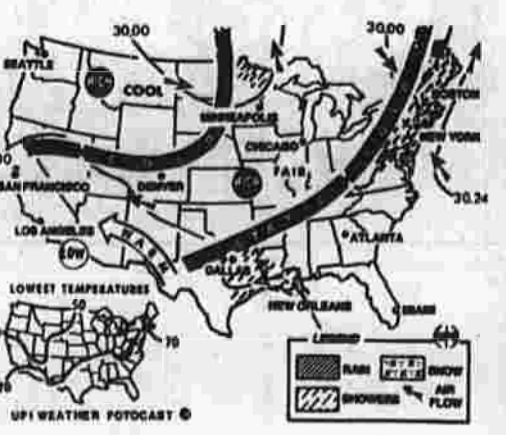 30.00
30.00
SEATTLE
COOL
BOSTON
MINNEAPOLIS
NEW YORK
CHICAGO
FAIR
SAN FRANCISCO
DENVER
30.24
LOS ANGELES
LOW
WARM
ATLANTA
DALLAS
LOWEST TEMPERATURES
50
NEW ORLEANS
MIAMI
70
LEGEND
RAIN
SNOW
SHOWERS
AIR
FLOW
UPI WEATHER FOTOCAST ©